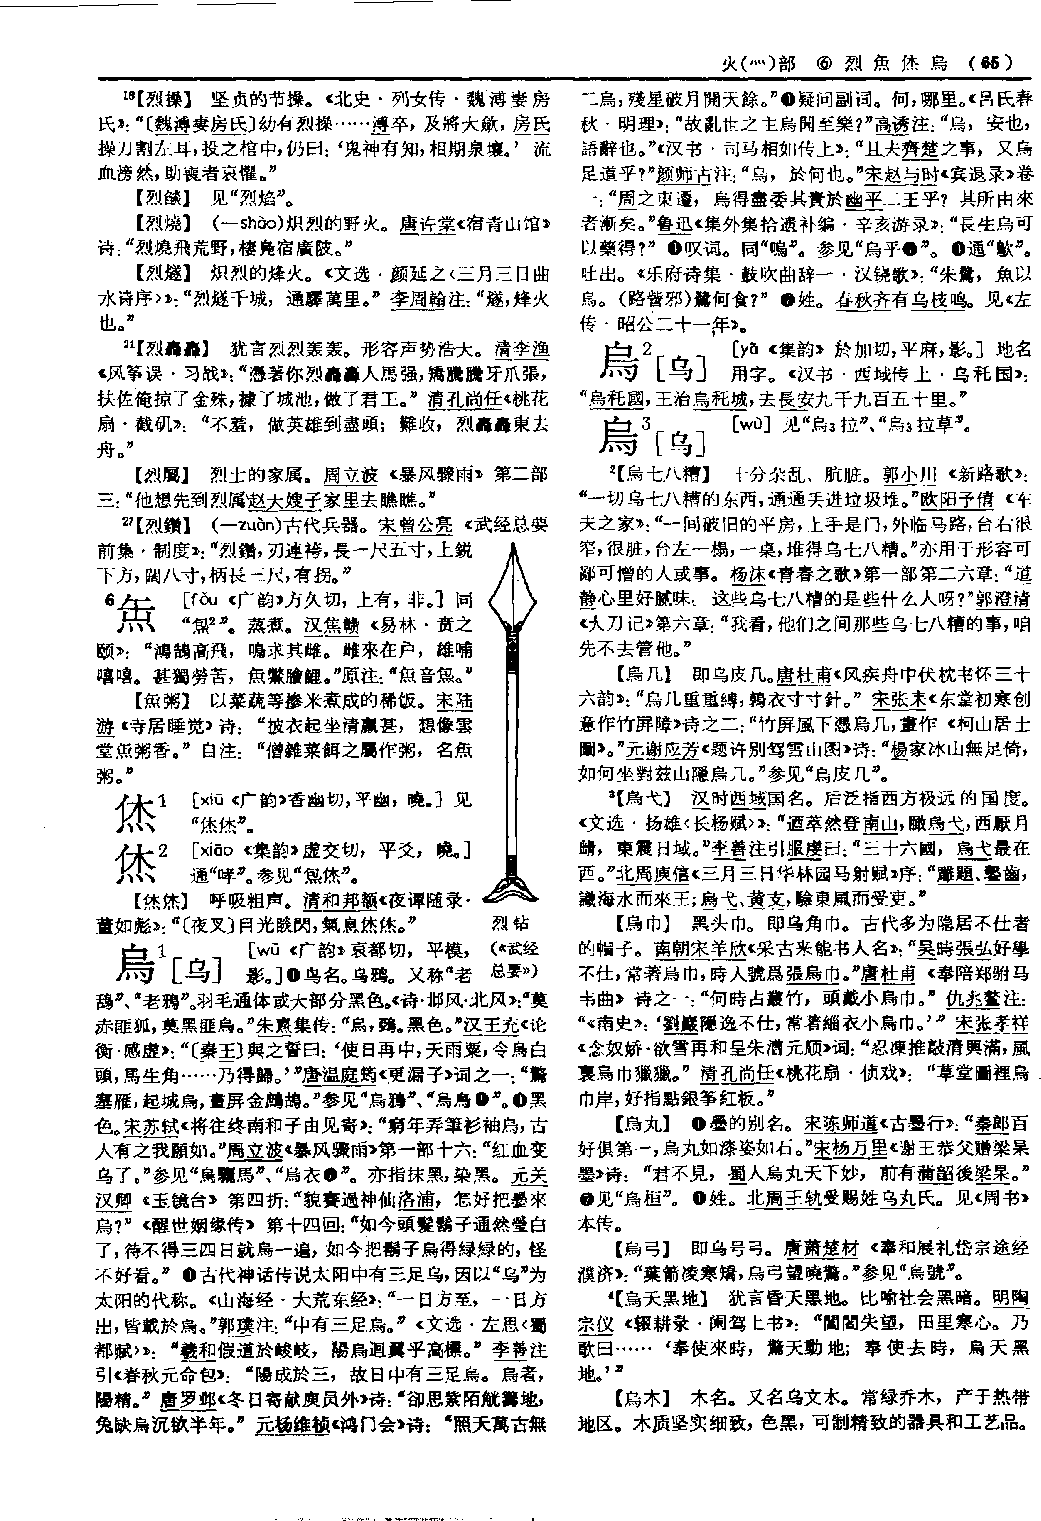 火(灬)部 ⑥ 烈 炰 烋 烏 (65)
16【烈操】 坚贞的节操。《北史·列女传·魏溥妻房
氏》：“〔魏溥妻房氏〕幼有烈操……溥卒，及將大斂，房氏
操刀割左耳，投之棺中，仍曰：‘鬼神有知，相期泉壤。’流
血滂然，助喪者哀懼。”
【烈燄】 见“烈焰”。
【烈燒】 (—shào)炽烈的野火。唐许棠《宿青山馆》
诗：“烈燒飛荒野，棲鳧宿廣陂。”
【烈燧】 炽烈的烽火。《文选·颜延之〈三月三日曲
水诗序〉》：“烈燧千城，通驛萬里。”李周翰注：“燧，烽火
也。”
21【烈轟轟】 犹言烈烈轰轰。形容声势浩大。清李渔
《风筝误·习战》：“憑著你烈轟轟人馬强，矯騰騰牙爪張，
扶佐俺掠了金珠，據了城池，做了君王。”清孔尚任《桃花
扇·截矶》：“不羞，做英雄到盡頭；難收，烈轟轟東去
舟。”
【烈屬】 烈士的家属。周立波《暴风骤雨》第二部
三：“他想先到烈属赵大嫂子家里去瞧瞧。”
27【烈鑽】 (—zuàn)古代兵器。宋曾公亮《武经总要
前集·制度》：“烈鑽，刃連袴，長一尺五寸，上鋭
下方，闊八寸，柄長三尺，有拐。”
6 炰 [fǒu《广韵》方久切，上有，非。]同
“炰2”。蒸煮。汉焦赣《易林·贲之
颐》：“鴻鵠高飛，鳴求其雌。雌來在户，雄哺
嘻嘻。甚獨勞苦，炰鱉膾鯉。”原注：“炰音缹。”
【炰粥】 以菜蔬等掺米煮成的稀饭。宋陆
游《寺居睡觉》诗：“披衣起坐清羸甚，想像雲
堂炰粥香。”自注：“僧雜菜餌之屬作粥，名炰
粥。”
烋1 [xiū《广韵》香幽切，平幽，曉。]见
“烋烋”。
烋2 [xiāo《集韵》虚交切，平爻，曉。]
通“哮”。参见“炰烋”。
【烋烋】 呼吸粗声。清和邦額《夜谭随录·
董如彪》：“〔夜叉〕目光睒閃，氣息烋烋。”
烏1［乌］ [wū《广韵》哀都切，平模，
影。]❶鸟名。乌鸦。又称“老
鸹”、“老鸦”。羽毛通体或大部分黑色。《诗·邶风·北风》：“莫
赤匪狐，莫黑匪烏。”朱熹集传：“烏，鵶。黑色。”汉王充《论
衡·感虚》：“〔秦王〕與之誓曰：‘使日再中，天雨粟，令烏白
頭，馬生角……乃得歸。’”唐温庭筠《更漏子》词之一：“驚
塞雁，起城烏，畫屏金鷓鴣。”参见“烏鴉”、“烏鳥❶”。❷黑
色。宋苏轼《将往终南和子由见寄》：“窮年弄筆衫袖烏，古
人有之我願如。”周立波《暴风骤雨》第一部十六：“红血变
乌了。”参见“烏騮馬”、“烏衣❶”。亦指抹黑，染黑。元关
汉卿《玉镜台》第四折：“貌賽過神仙洛浦，怎好把墨來
烏？”《醒世姻缘传》第十四回：“如今頭髮鬍子通然瑩白
了，待不得三四日就烏一遍，如今把鬍子烏得緑緑的，怪
不好看。”❸古代神话传说太阳中有三足乌，因以“乌”为
太阳的代称。《山海经·大荒东经》：“一日方至，一日方
出，皆載於烏。”郭璞注：“中有三足烏。”《文选·左思〈蜀
都赋〉》：“羲和假道於峻岐，陽烏迴翼乎高標。”李善注
引《春秋元命包》：“陽成於三，故日中有三足烏。烏者，
陽精。”唐罗邺《冬日寄献庾员外》诗：“卻思紫陌觥籌地，
兔缺烏沉欲半年。”元杨维桢《鸿门会》诗：“照天萬古無
烈 钻
(《武经
总要》)
二烏，殘星破月開天餘。”❹疑问副词。何，哪里。《吕氏春
秋·明理》：“故亂世之主烏聞至樂？”高诱注：“烏，安也，
語辭也。”《汉书·司马相如传上》：“且夫齊楚之事，又烏
足道乎？”颜师古注：“烏，於何也。”宋赵与时《宾退录》卷
一：“周之東遷，烏得盡委其責於幽平二王乎？其所由來
者漸矣。”鲁迅《集外集拾遗补编·辛亥游录》：“長生烏可
以藥得？”❺叹词。同“嗚”。参见“烏乎❶”。❻通“歍”。
吐出。《乐府诗集·鼓吹曲辞一·汉铙歌》：“朱鷺，魚以
烏。(路訾邪)鷺何食？”❼姓。春秋齐有乌枝鸣。见《左
传·昭公二十一年》。
烏2［乌］ [yā《集韵》於加切，平麻，影。]地名
用字。《汉书·西域传上·乌秅国》：
“烏秅國，王治烏秅城，去長安九千九百五十里。”
烏3［乌］ [wù] 见“烏3拉”、“烏3拉草”。
2【烏七八糟】 十分杂乱、肮脏。郭小川《新路歌》：
“一切乌七八糟的东西，通通丢进垃圾堆。”欧阳予倩《车
夫之家》：“一间破旧的平房，上手是门，外临马路，台右很
窄，很脏，台左一榻，一桌，堆得乌七八糟。”亦用于形容可
鄙可憎的人或事。杨沫《青春之歌》第一部第二六章：“道
静心里好腻味：这些乌七八糟的是些什么人呀？”郭澄清
《大刀记》第六章：“我看，他们之间那些乌七八糟的事，咱
先不去管他。”
【烏几】 即乌皮几。唐杜甫《风疾舟中伏枕书怀三十
六韵》：“烏几重重縛，鶉衣寸寸針。”宋张耒《东堂初寒创
意作竹屏障》诗之二：“竹屏風下憑烏几，畫作《柯山居士
圖》。”元谢应芳《题许别驾雪山图》诗：“楊家冰山無足倚，
如何坐對兹山隱烏几。”参见“烏皮几”。
3【烏弋】 汉时西域国名。后泛指西方极远的国度。
《文选·扬雄〈长杨赋〉》：“迺萃然登南山，瞰烏弋，西厭月
䏿，東震日域。”李善注引服虔曰：“三十六國，烏弋最在
西。”北周庾信《三月三日华林园马射赋》序：“雕題、鑿齒，
識海水而來王；烏弋、黄支，驗東風而受吏。”
【烏巾】 黑头巾。即乌角巾。古代多为隐居不仕者
的帽子。南朝宋羊欣《采古来能书人名》：“吴時張弘好學
不仕，常著烏巾，時人號爲張烏巾。”唐杜甫《奉陪郑驸马
韦曲》诗之一：“何時占叢竹，頭戴小烏巾。”仇兆鳌注：
“《南史》：‘劉巖隱逸不仕，常著緇衣小烏巾。’”宋张孝祥
《念奴娇·欲雪再和呈朱漕元顺》词：“忍凍推敲清興滿，風
裏烏巾獵獵。”清孔尚任《桃花扇·侦戏》：“草堂圖裡烏
巾岸，好指點銀筝紅板。”
【烏丸】 ❶墨的别名。宋陈师道《古墨行》：“秦郎百
好俱第一，烏丸如漆姿如石。”宋杨万里《谢王恭父赠梁杲
墨》诗：“君不見，蜀人烏丸天下妙，前有蒲韶後梁杲。”
❷见“烏桓”。❸姓。北周王轨受赐姓乌丸氏。见《周书》
本传。
【烏弓】 即乌号弓。唐萧楚材《奉和展礼岱宗途经
濮济》：“葉箭凌寒矯，烏弓望曉驚。”参见“烏號”。
4【烏天黑地】 犹言昏天黑地。比喻社会黑暗。明陶
宗仪《辍耕录·阑驾上书》：“閭閻失望，田里寒心。乃
歌曰……‘奉使來時，驚天動地；奉使去時，烏天黑
地。’”
【烏木】 木名。又名乌文木。常绿乔木，产于热带
地区。木质坚实细致，色黑，可制精致的器具和工艺品。